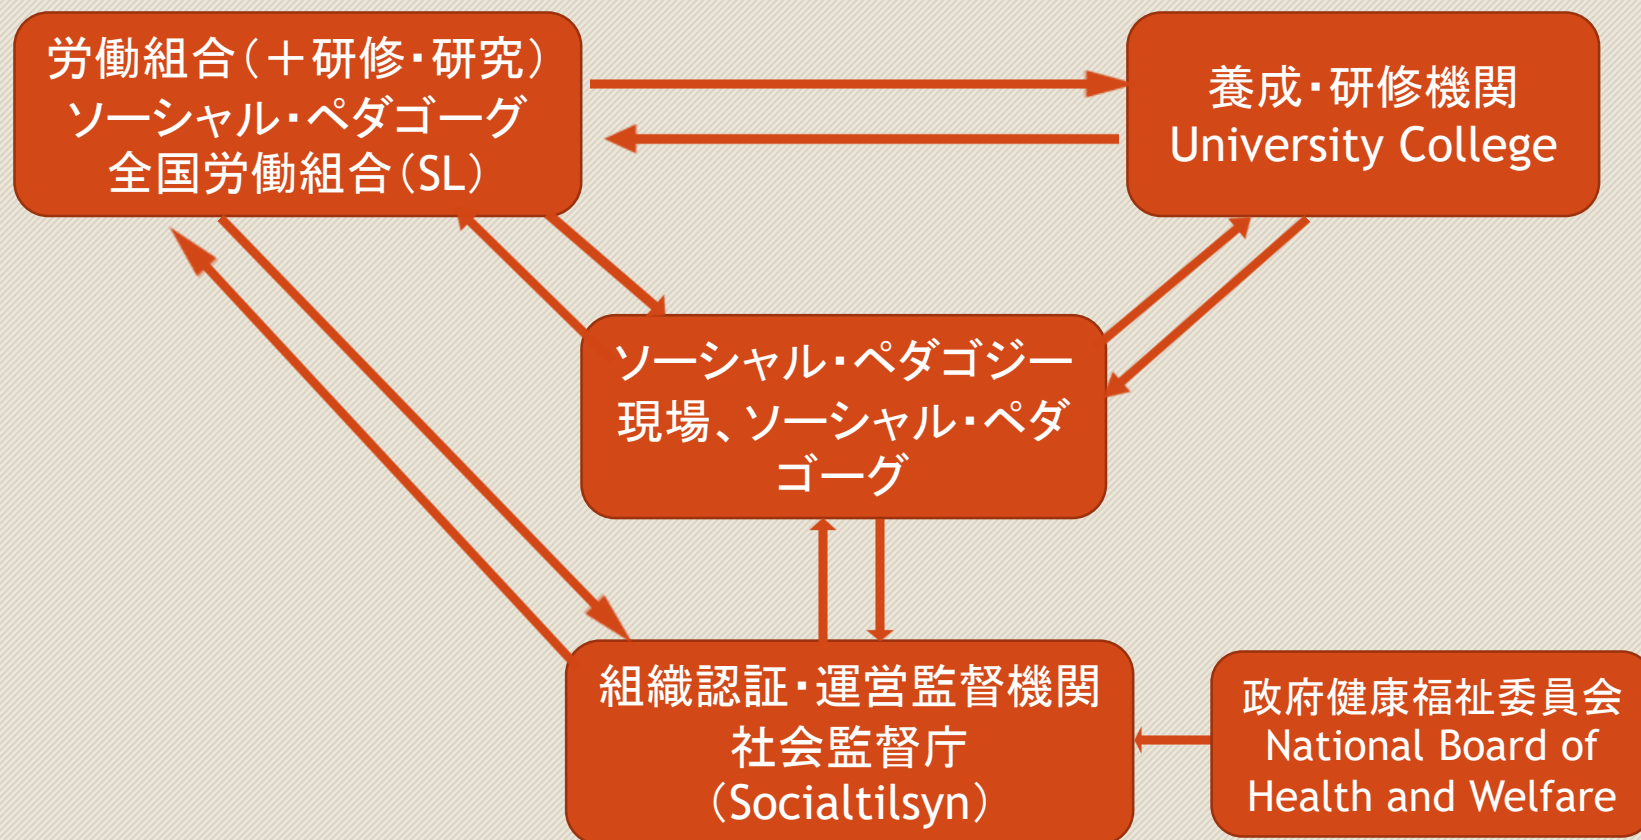 労働組合（＋研修・研究）
ソーシャル・ペダゴーグ
全国労働組合（SL）
養成・研修機関
University College
ソーシャル・ペダゴジー
現場、ソーシャル・ペダ
ゴーグ
組織認証・運営監督機関
社会監督庁
（Socialtilsyn）
政府健康福祉委員会
National Board of
Health and Welfare